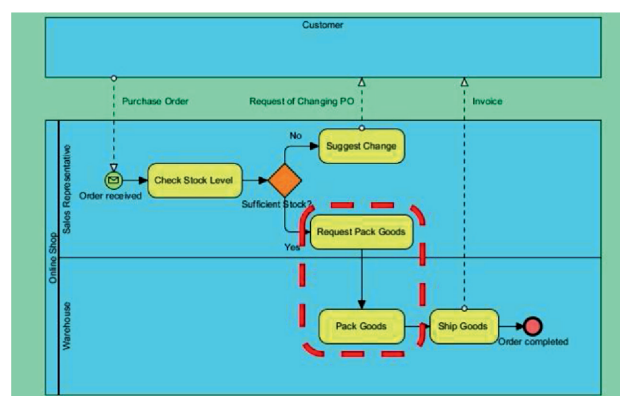 Customer
Purchase Order
Request of Changing PO
Invoice
Online Shop
Sales Representative
Order received
Check Stock Level
Sufficient Stock?
No
Suggest Change
Yes
Request Pack Goods
Warehouse
Pack Goods
Ship Goods
Order completed